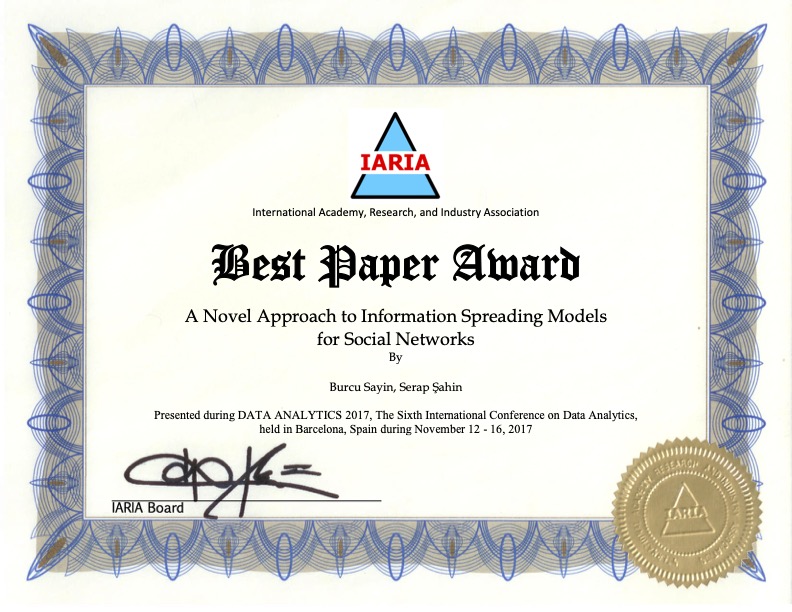 IARIA
International Academy, Research, and Industry Association
Best Paper Award
A Novel Approach to Information Spreading Models
for Social Networks
By
Burcu Sayin, Serap Şahin
Presented during DATA ANALYTICS 2017, The Sixth International Conference on Data Analytics,
held in Barcelona, Spain during November 12 - 16, 2017
IARIA Board
IARIA